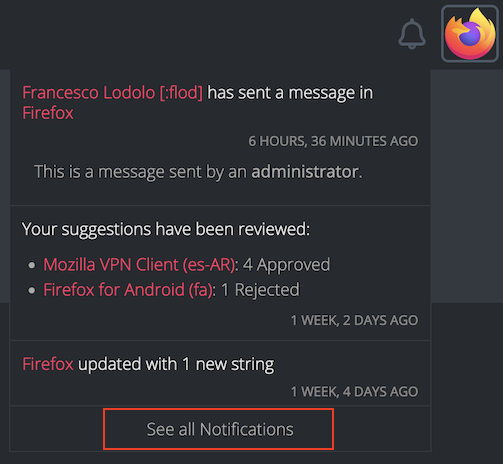 Francesco Lodolo [:flod] has sent a message in
Firefox
6 HOURS, 36 MINUTES AGO
This is a message sent by an administrator.
Your suggestions have been reviewed:
• Mozilla VPN Client (es-AR): 4 Approved
• Firefox for Android (fa): 1 Rejected
1 WEEK, 2 DAYS AGO
Firefox updated with 1 new string
1 WEEK, 4 DAYS AGO
See all Notifications